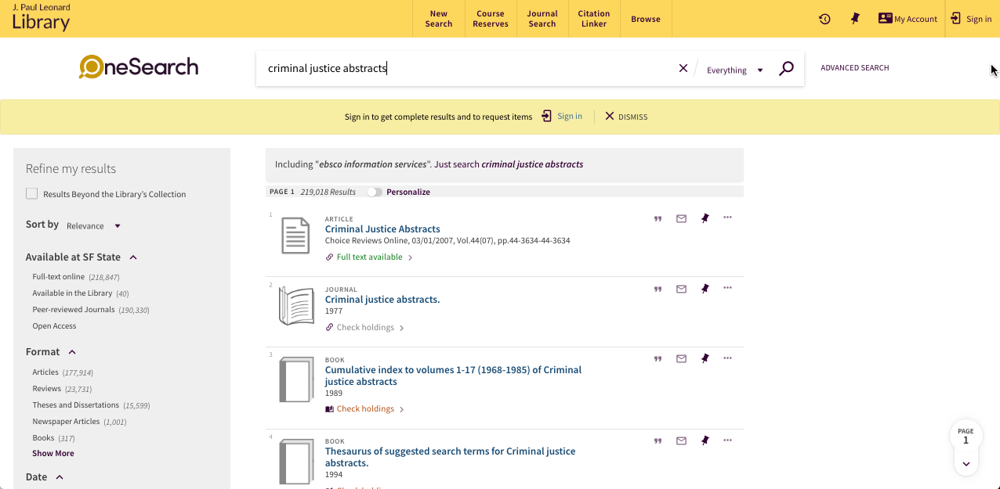 J. Paul Leonard
Library
New Search
Course Reserves
Journal Search
Citation Linker
Browse
My Account
Sign in
OneSearch
criminal justice abstracts
Everything
ADVANCED SEARCH
Sign in to get complete results and to request items
Sign in
DISMISS
Refine my results
Results Beyond the Library's Collection
Sort by Relevance
Available at SF State
Full-text online (218,847)
Available in the Library (40)
Peer-reviewed Journals (190,330)
Open Access
Format
Articles (177,914)
Reviews (23,731)
Theses and Dissertations (15,599)
Newspaper Articles (1,001)
Books (317)
Show More
Date
Including "ebsco information services". Just search criminal justice abstracts
PAGE 1 219,018 Results Personalize
1
ARTICLE
Criminal Justice Abstracts
Choice Reviews Online, 03/01/2007, Vol.44(07), pp.44-3634-44-3634
Full text available
2
JOURNAL
Criminal justice abstracts.
1977
Check holdings
3
BOOK
Cumulative index to volumes 1-17 (1968-1985) of Criminal
justice abstracts
1989
Check holdings
4
BOOK
Thesaurus of suggested search terms for Criminal justice
abstracts.
1994
PAGE
1